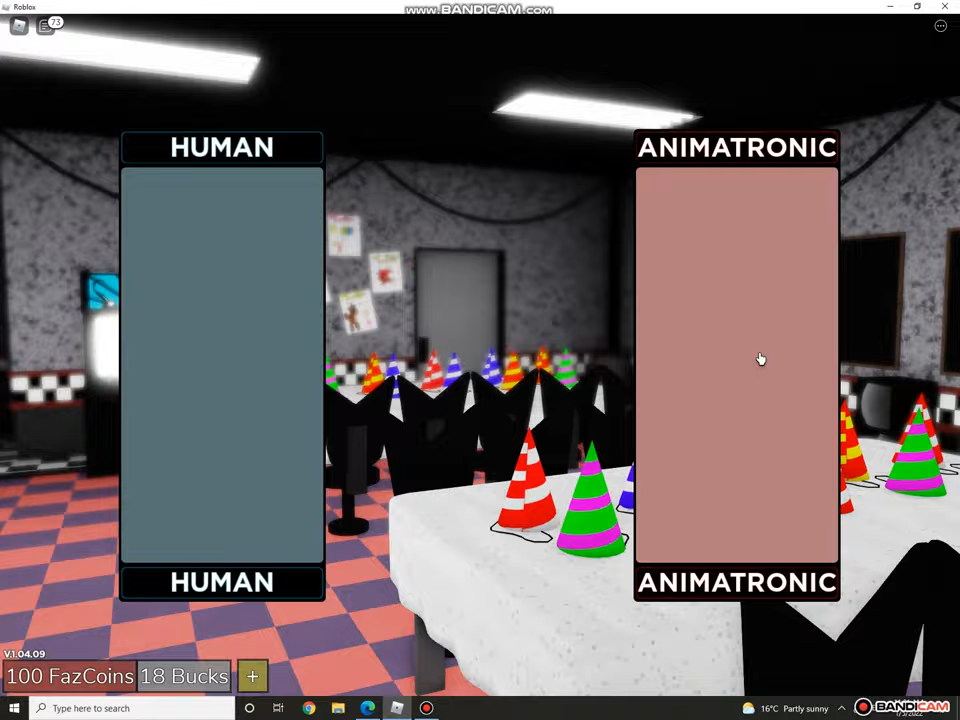 Roblox
www.BANDICAM.com
73
HUMAN
ANIMATRONIC
HUMAN
ANIMATRONIC
V.1.04.09
100 FazCoins
18 Bucks
+
Type here to search
16°C Partly sunny
BANDICAM